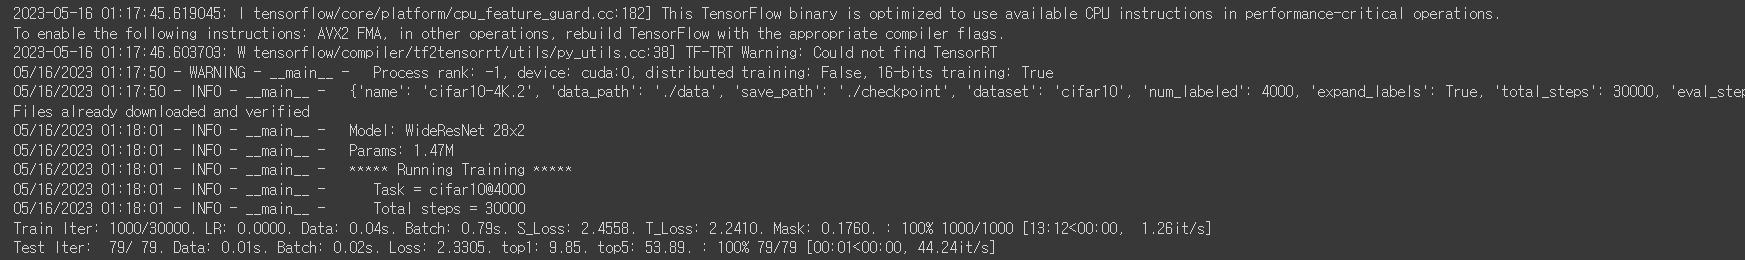 2023-05-16 01:17:45.619045: I tensorflow/core/platform/cpu_feature_guard.cc:182] This TensorFlow binary is optimized to use available CPU instructions in performance-critical operations.
To enable the following instructions: AVX2 FMA, in other operations, rebuild TensorFlow with the appropriate compiler flags.
2023-05-16 01:17:46.603703: W tensorflow/compiler/tf2tensorrt/utils/py_utils.cc:38] TF-TRT Warning: Could not find TensorRT
05/16/2023 01:17:50 - WARNING - __main__ -   Process rank: -1, device: cuda:0, distributed training: False, 16-bits training: True
05/16/2023 01:17:50 - INFO - __main__ -   {'name': 'cifar10-4K.2', 'data_path': './data', 'save_path': './checkpoint', 'dataset': 'cifar10', 'num_labeled': 4000, 'expand_labels': True, 'total_steps': 30000, 'eval_step
Files already downloaded and verified
05/16/2023 01:18:01 - INFO - __main__ -   Model: WideResNet 28x2
05/16/2023 01:18:01 - INFO - __main__ -   Params: 1.47M
05/16/2023 01:18:01 - INFO - __main__ -   ***** Running Training *****
05/16/2023 01:18:01 - INFO - __main__ -      Task = cifar10@4000
05/16/2023 01:18:01 - INFO - __main__ -      Total steps = 30000
Train Iter: 1000/30000. LR: 0.0000. Data: 0.04s. Batch: 0.79s. S_Loss: 2.4558. T_Loss: 2.2410. Mask: 0.1760. : 100% 1000/1000 [13:12<00:00,  1.26it/s]
Test Iter:  79/ 79. Data: 0.01s. Batch: 0.02s. Loss: 2.3305. top1: 9.85. top5: 53.89. : 100% 79/79 [00:01<00:00, 44.24it/s]